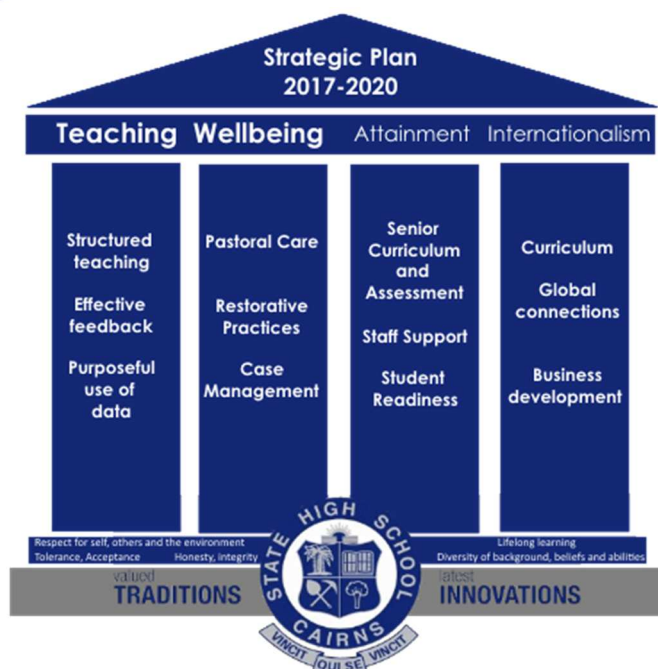 Strategic Plan
2017-2020
Teaching Wellbeing Attainment Internationalism
Structured
teaching
Effective
feedback
Purposeful
use of
data
Pastoral Care
Restorative
Practices
Case
Management
Senior
Curriculum
and
Assessment
Staff Support
Student
Readiness
Curriculum
Global
connections
Business
development
Respect for self, others and the environment
Tolerance, Acceptance Honesty, integrity
Lifelong learning
Diversity of background, beliefs and abilities
valued
TRADITIONS
latest
INNOVATIONS
STATE HIGH SCHOOL
CAIRNS
VINCIT QUI SE VINCIT